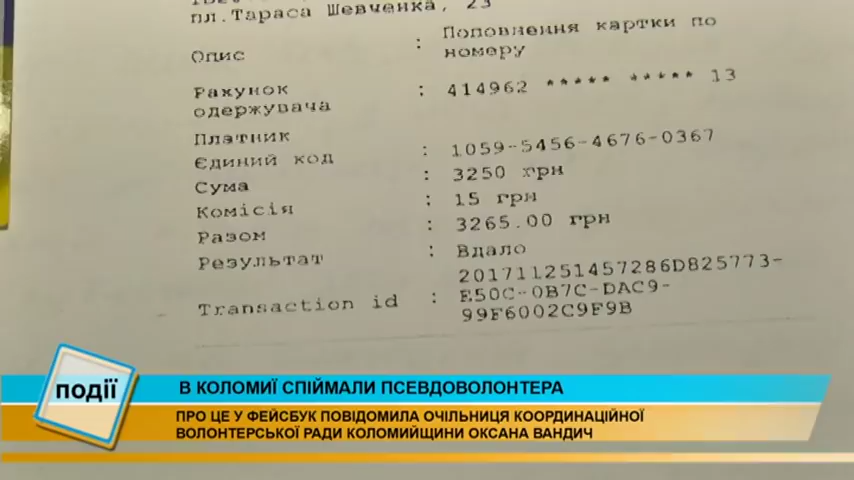 пл.Тараса Шевченка, 23
Опис : Поповнення картки по
номеру
Рахунок
одержувача : 414962 ***** ***** 13
Платник
Єдиний код : 1059-5456-4676-0367
Сума : 3250 грн
Комісія : 15 грн
Разом : 3265.00 грн
Результат : Вдало
Transaction id : 201711251457286D825773-
E50C-0B7C-DAC9-
99F6002C9F9B
події
В КОЛОМИЇ СПІЙМАЛИ ПСЕВДОВОЛОНТЕРА
ПРО ЦЕ У ФЕЙСБУК ПОВІДОМИЛА ОЧІЛЬНИЦЯ КООРДИНАЦІЙНОЇ
ВОЛОНТЕРСЬКОЇ РАДИ КОЛОМИЙЩИНИ ОКСАНА ВАНДИЧ